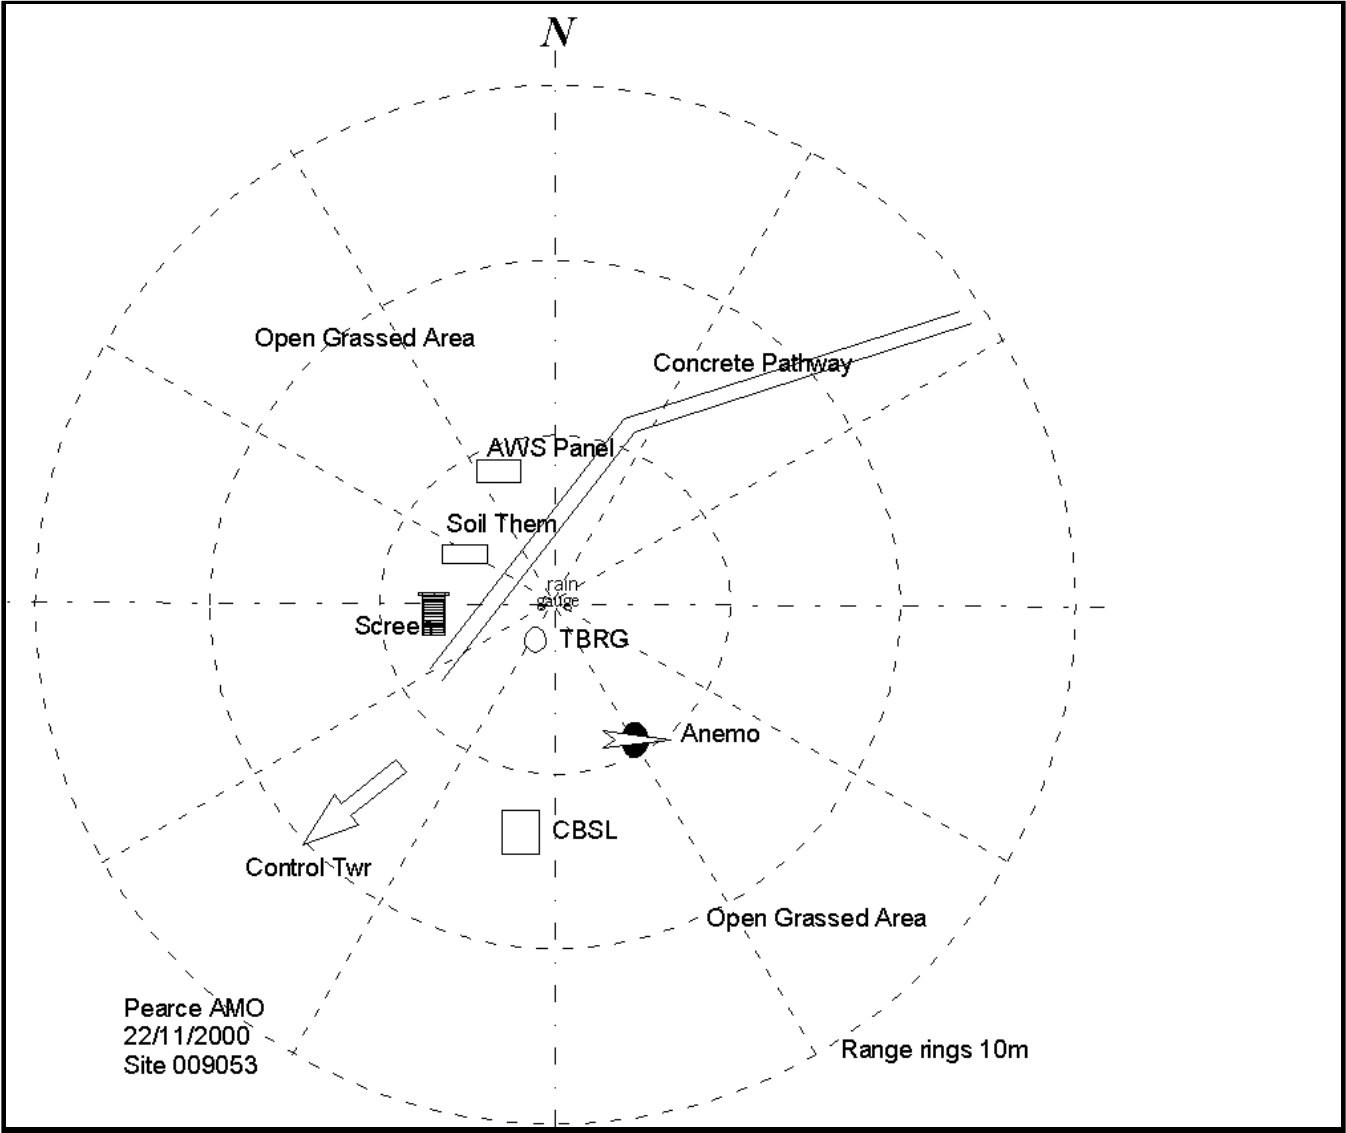 N
Open Grassed Area
Concrete Pathway
AWS Panel
Soil Them
rain
gauge
Screen
TBRG
Anemo
CBSL
Control Twr
Open Grassed Area
Pearce AMO
22/11/2000
Site 009053
Range rings 10m